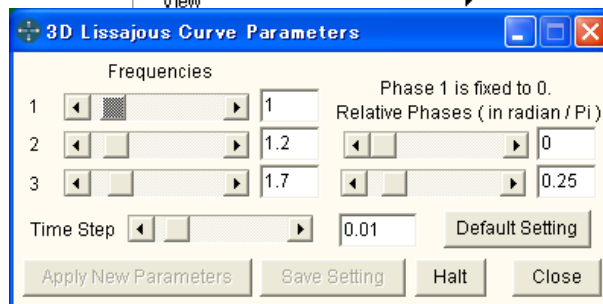 View
3D Lissajous Curve Parameters
Frequencies
Phase 1 is fixed to 0.
Relative Phases ( in radian / Pi )
1 1
2 1.2 0
3 1.7 0.25
Time Step 0.01 Default Setting
Apply New Parameters Save Setting Halt Close